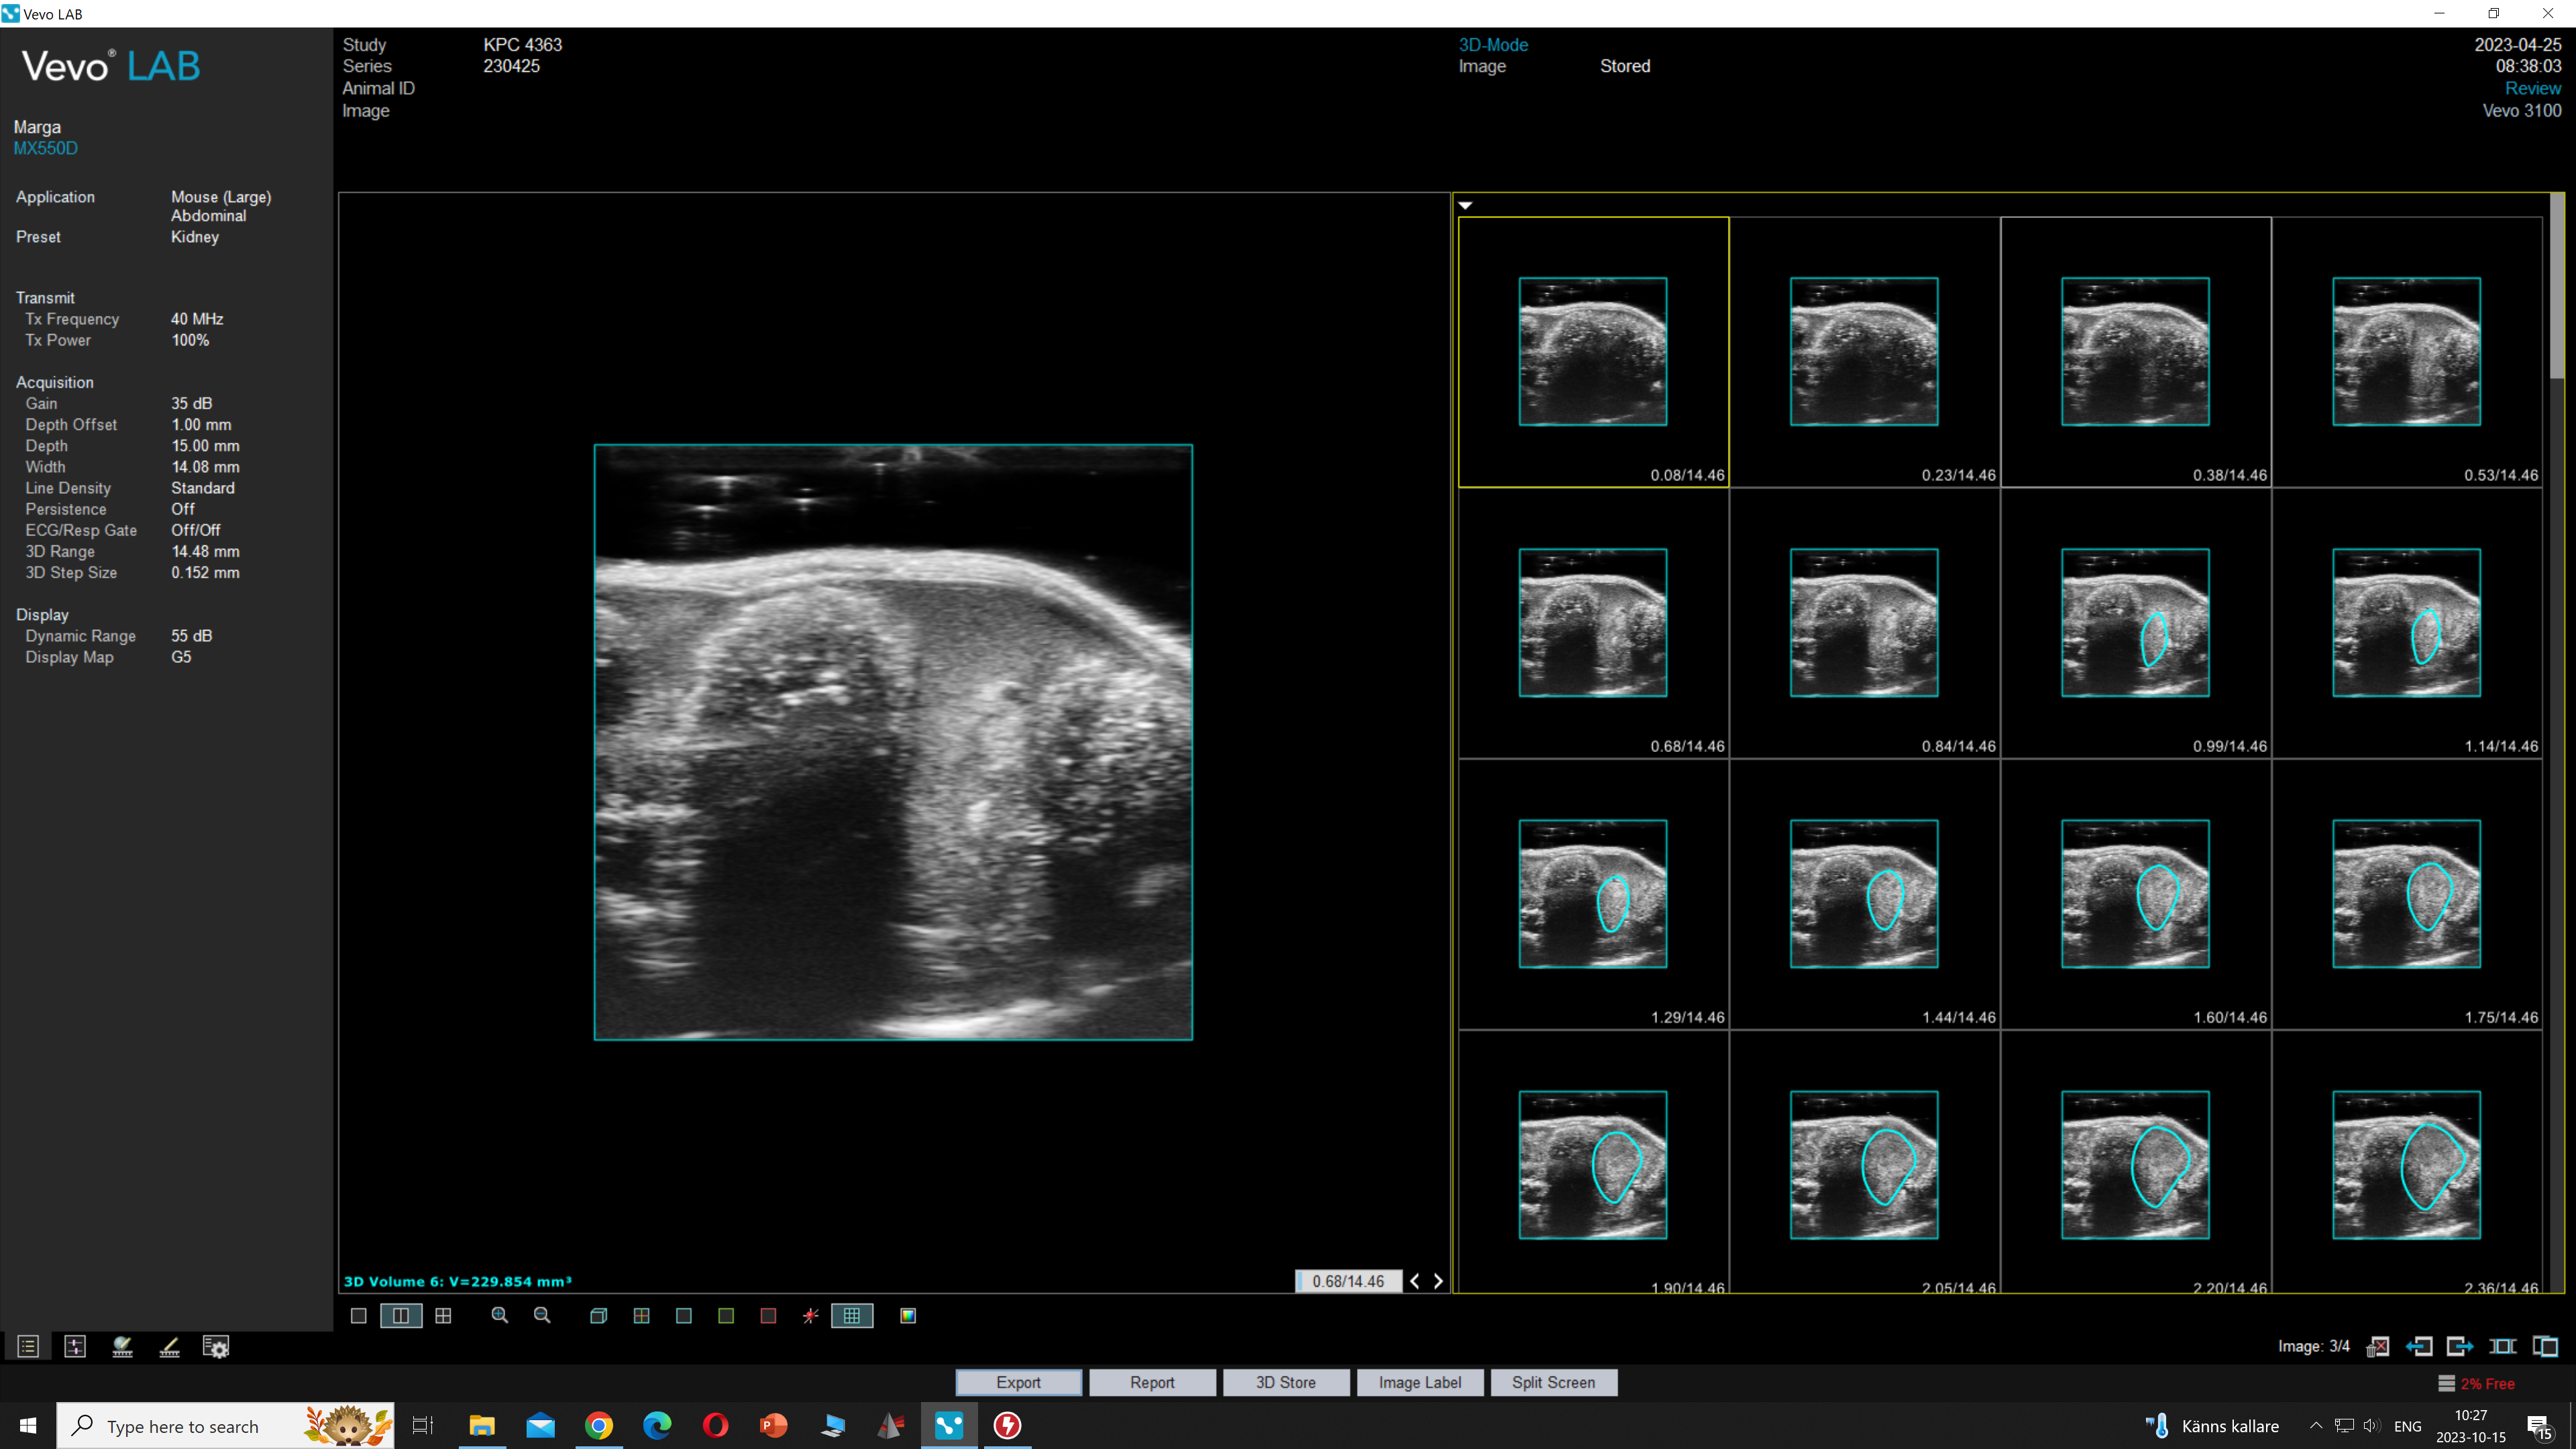 Vevo LAB
Vevo® LAB
Marga
MX550D
Application Mouse (Large)
Abdominal
Preset Kidney
Transmit
Tx Frequency 40 MHz
Tx Power 100%
Acquisition
Gain 35 dB
Depth Offset 1.00 mm
Depth 15.00 mm
Width 14.08 mm
Line Density Standard
Persistence Off
ECG/Resp Gate Off/Off
3D Range 14.48 mm
3D Step Size 0.152 mm
Display
Dynamic Range 55 dB
Display Map G5
Study KPC 4363
Series 230425
Animal ID
Image
3D-Mode
Image Stored
2023-04-25
08:38:03
Review
Vevo 3100
0.08/14.46 0.23/14.46 0.38/14.46 0.53/14.46
0.68/14.46 0.84/14.46 0.99/14.46 1.14/14.46
1.29/14.46 1.44/14.46 1.60/14.46 1.75/14.46
1.90/14.46 2.05/14.46 2.20/14.46 2.36/14.46
3D Volume 6: V=229.854 mm³
0.68/14.46
Image: 3/4
Export Report 3D Store Image Label Split Screen
2% Free
Type here to search
Känns kallare
ENG
10:27
2023-10-15
15